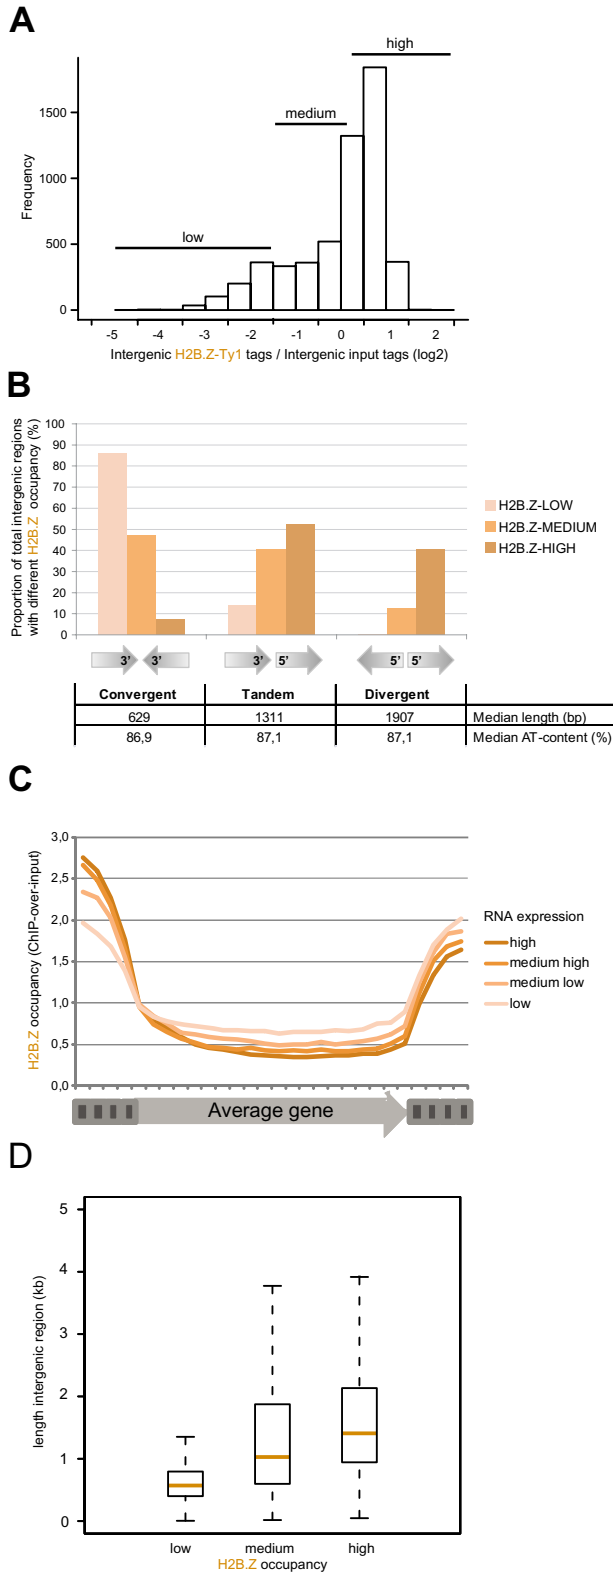 A
high
medium
low
Frequency
1500
1000
500
0
-5 -4 -3 -2 -1 0 1 2
Intergenic H2B.Z-Ty1 tags / Intergenic input tags (log2)
B
Proportion of total intergenic regions
with different H2B.Z occupancy (%)
100
90
80
70
60
50
40
30
20
10
0
H2B.Z-LOW
H2B.Z-MEDIUM
H2B.Z-HIGH
3' 3' 3' 5' 5' 5'
Convergent Tandem Divergent
629 1311 1907 Median length (bp)
86,9 87,1 87,1 Median AT-content (%)
C
H2B.Z occupancy (ChIP-over-input)
3,0
2,5
2,0
1,0
0,5
0,0
RNA expression
high
medium high
medium low
low
Average gene
D
length intergenic region (kb)
5
4
3
2
1
0
low medium high
H2B.Z occupancy